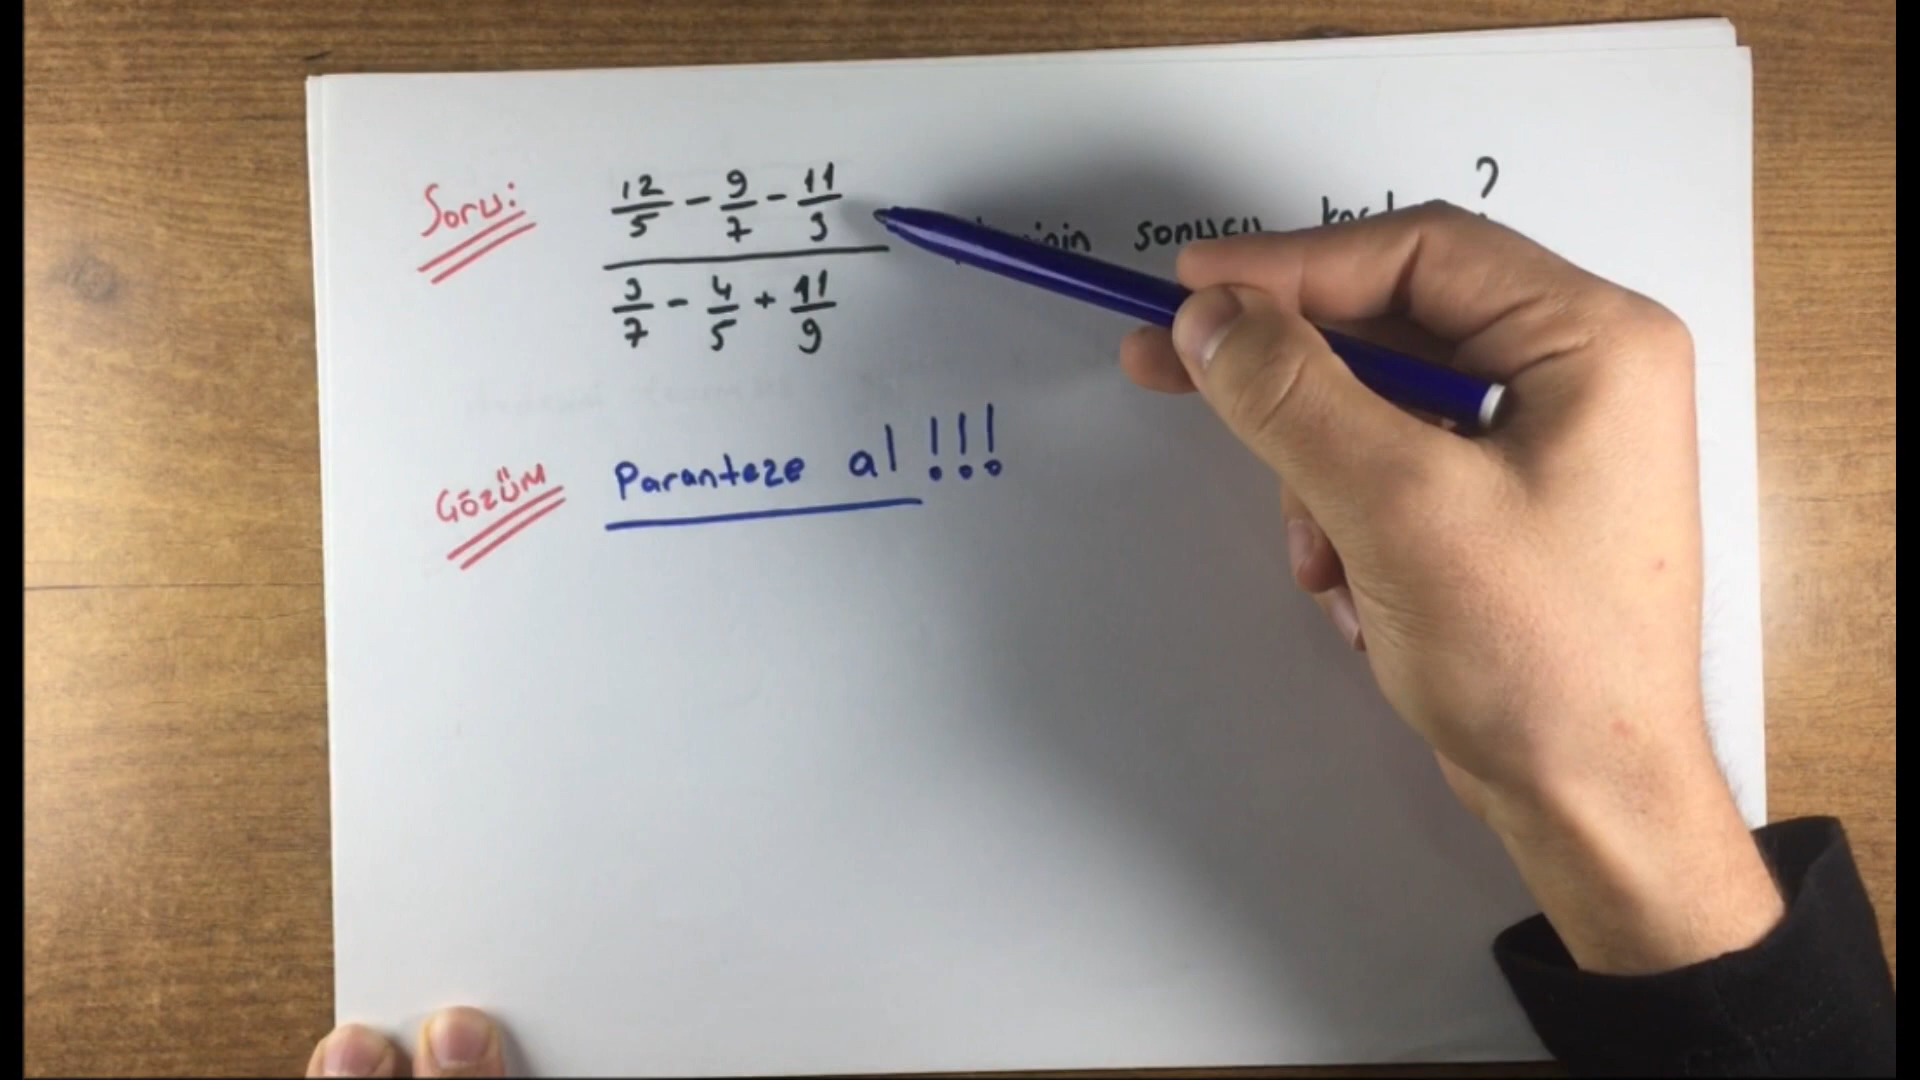 Soru:
12/5 - 9/7 - 11/3
sonucu ?
3/7 - 4/5 + 11/9
Çözüm Paranteze al !!!